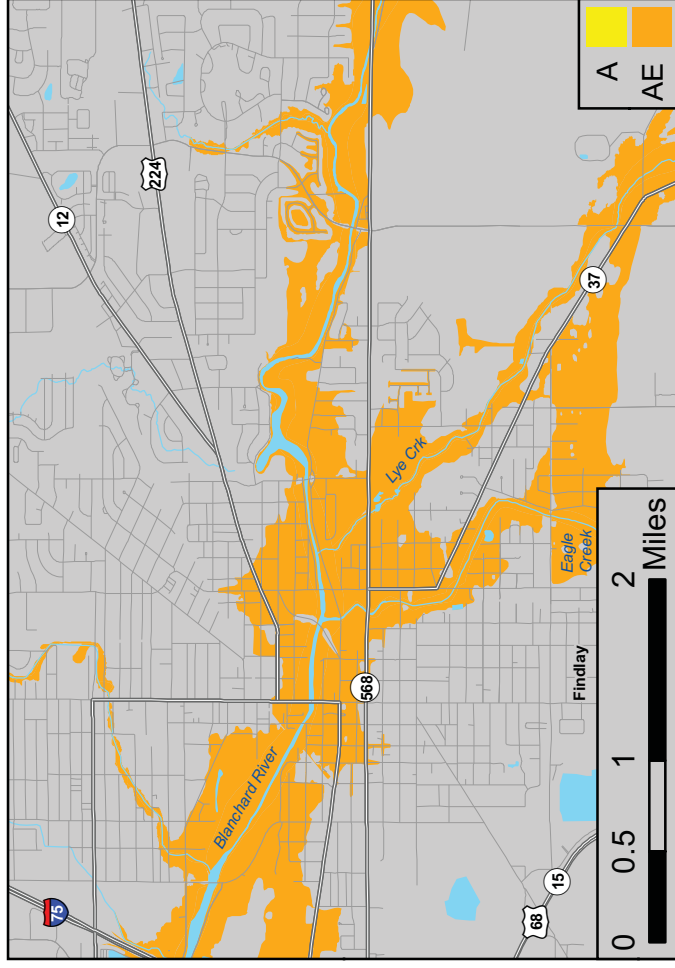 12
224
75
Blanchard River
Lye Crk
37
568
Eagle
Creek
Findlay
68
15
0 0.5 1 2 Miles
A
AE